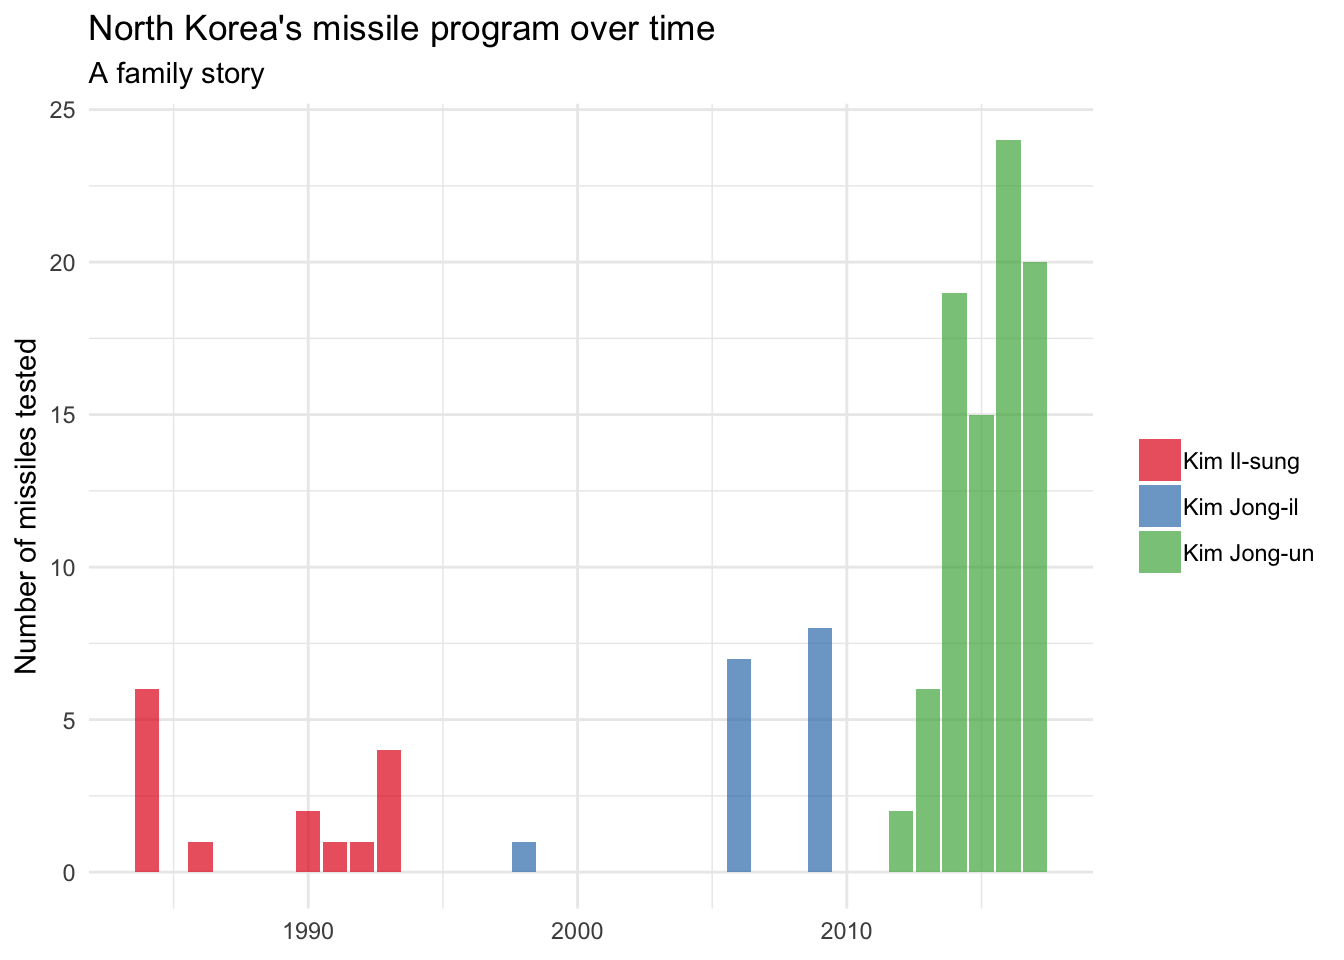 North Korea's missile program over time
A family story
Number of missiles tested
25
20
15
10
5
0
1990
2000
2010
Kim Il-sung
Kim Jong-il
Kim Jong-un